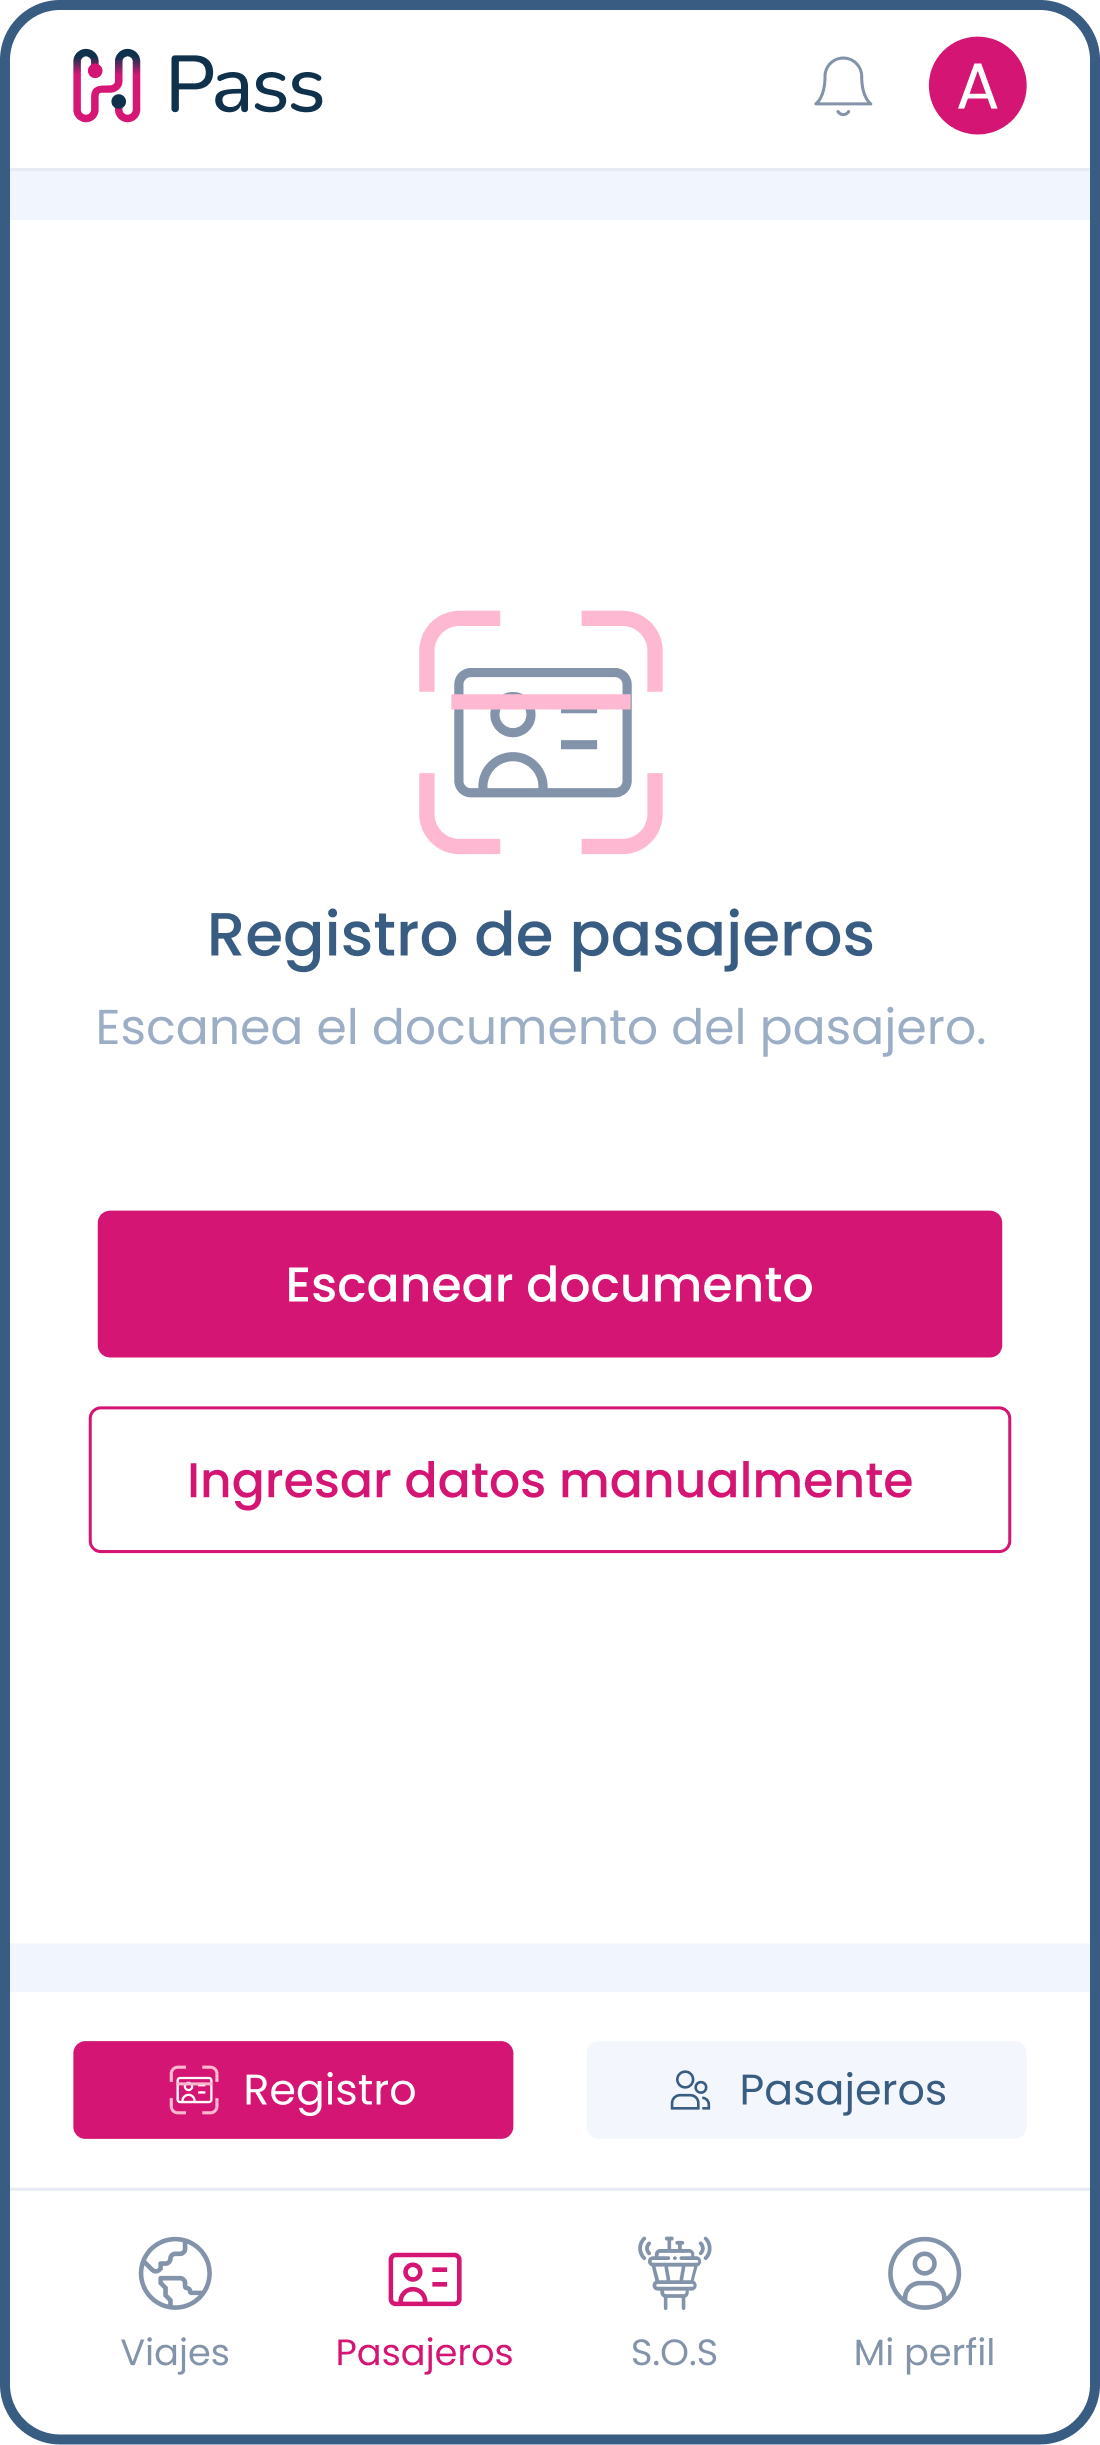 Pass
A
Registro de pasajeros
Escanea el documento del pasajero.
Escanear documento
Ingresar datos manualmente
Registro
Pasajeros
Viajes
Pasajeros
S.O.S
Mi perfil